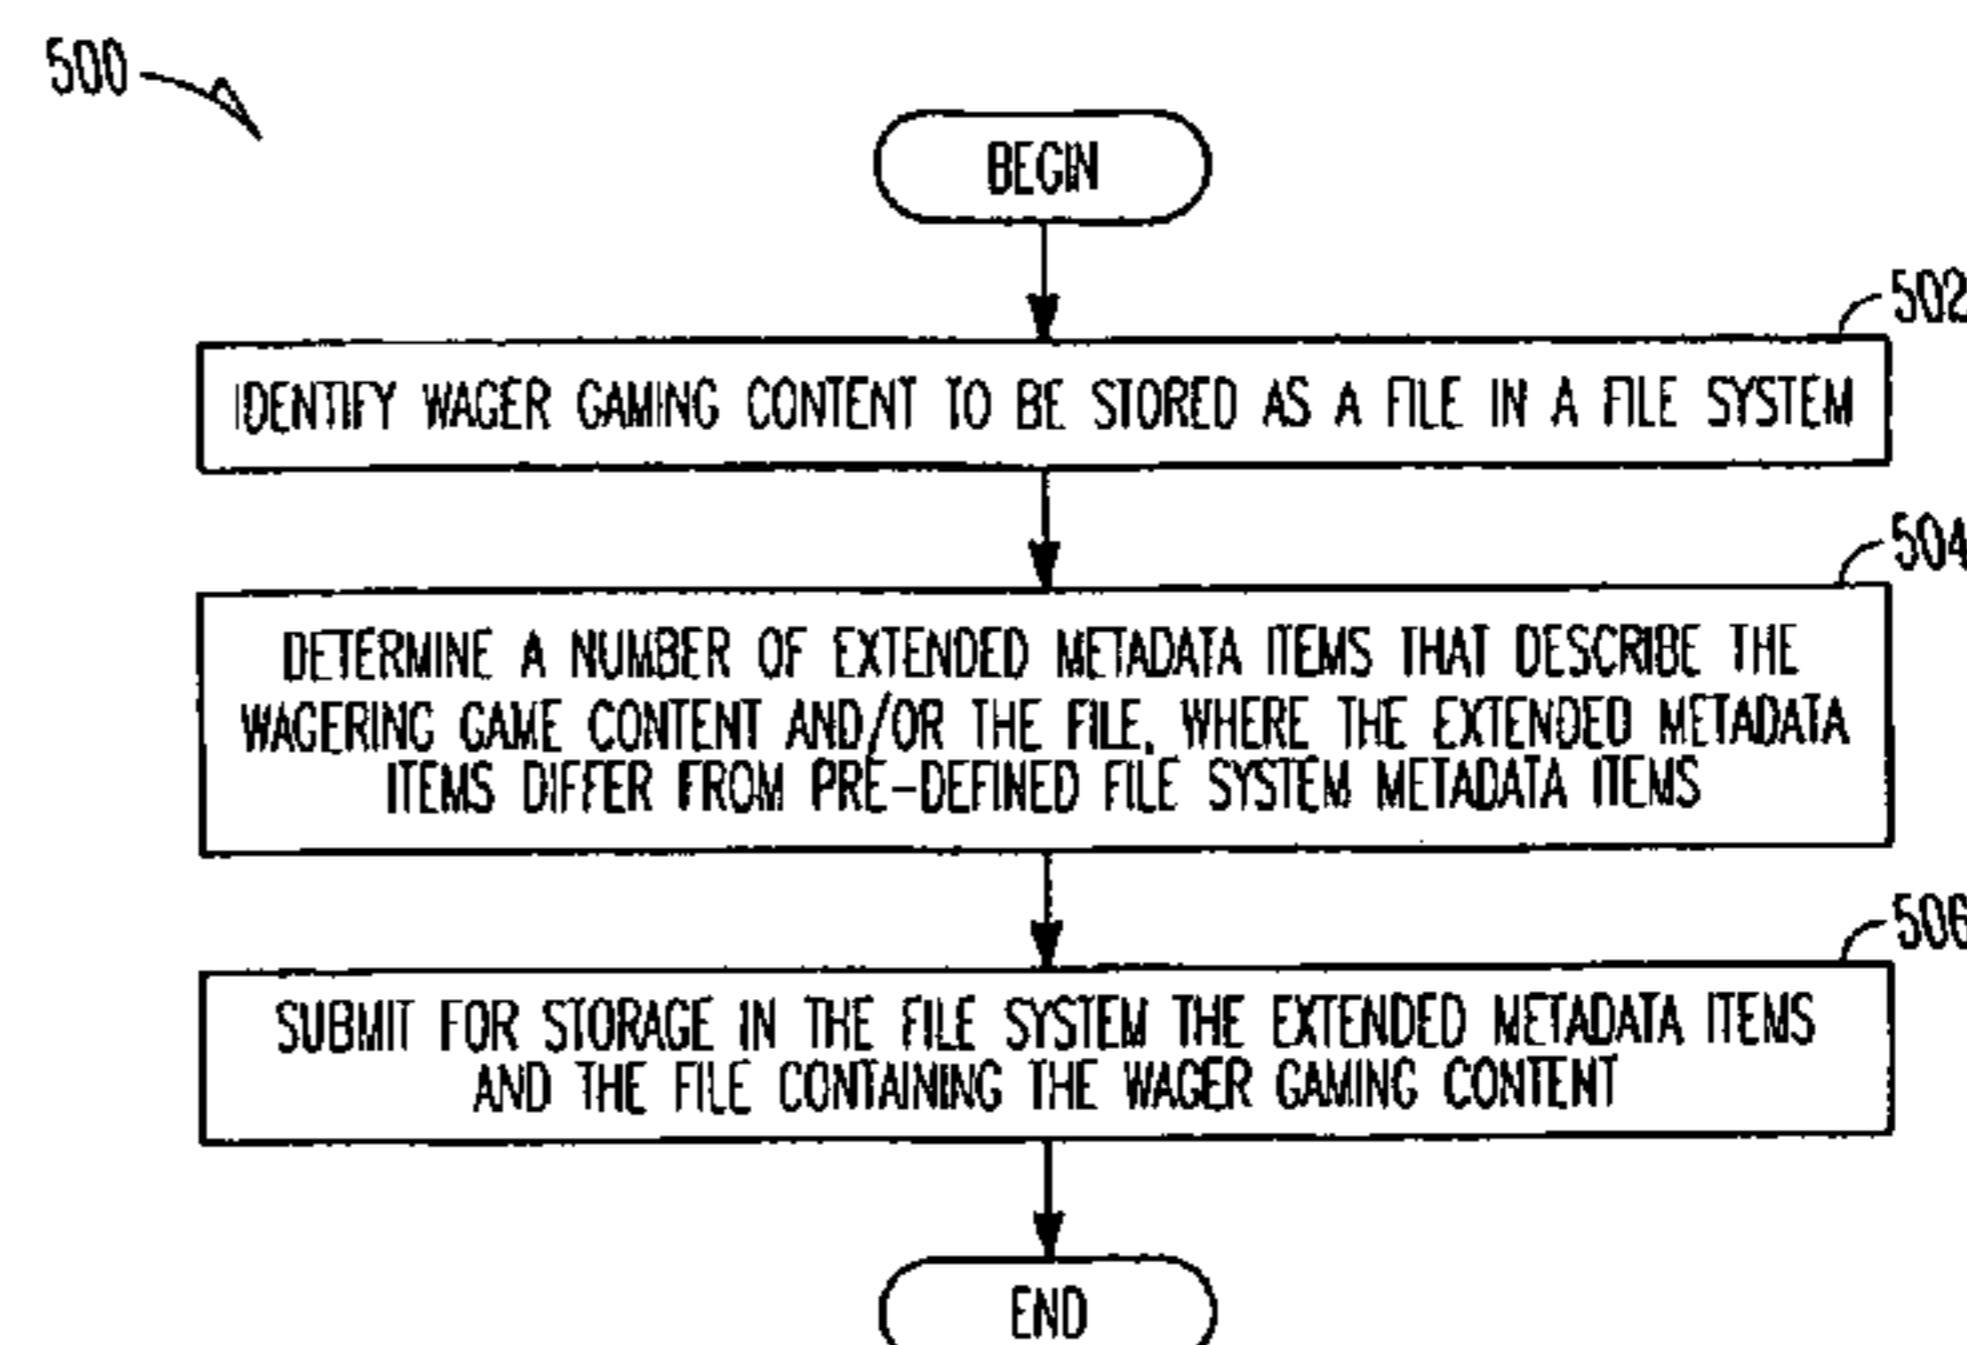 500
BEGIN
502
IDENTIFY WAGER GAMING CONTENT TO BE STORED AS A FILE IN A FILE SYSTEM
504
DETERMINE A NUMBER OF EXTENDED METADATA ITEMS THAT DESCRIBE THE
WAGERING GAME CONTENT AND/OR THE FILE, WHERE THE EXTENDED METADATA
ITEMS DIFFER FROM PRE-DEFINED FILE SYSTEM METADATA ITEMS
506
SUBMIT FOR STORAGE IN THE FILE SYSTEM THE EXTENDED METADATA ITEMS
AND THE FILE CONTAINING THE WAGER GAMING CONTENT
END